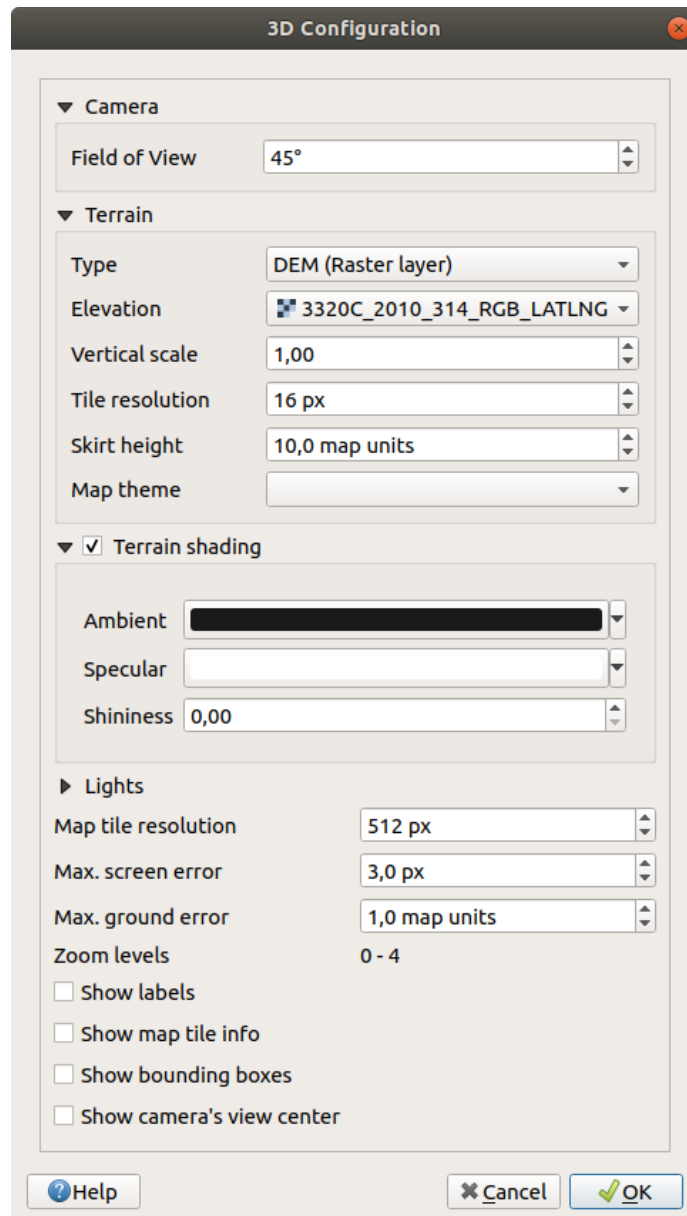 3D Configuration
Camera
Field of View 45°
Terrain
Type DEM (Raster layer)
Elevation 3320C_2010_314_RGB_LATLNG
Vertical scale 1,00
Tile resolution 16 px
Skirt height 10,0 map units
Map theme
Terrain shading
Ambient
Specular
Shininess 0,00
Lights
Map tile resolution 512 px
Max. screen error 3,0 px
Max. ground error 1,0 map units
Zoom levels 0 - 4
Show labels
Show map tile info
Show bounding boxes
Show camera's view center
Help Cancel OK